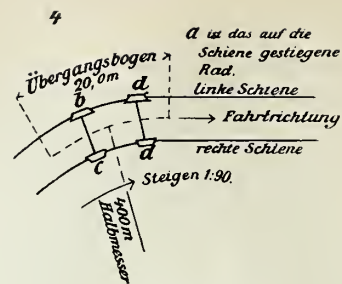 4
Übergangsbogen
20,0m
a ist das auf die
Schiene gestiegene
Rad.
linke Schiene
b
d
Fahrtrichtung
c
a
rechte Schiene
Steigen 1:90.
400m
Halbmesser